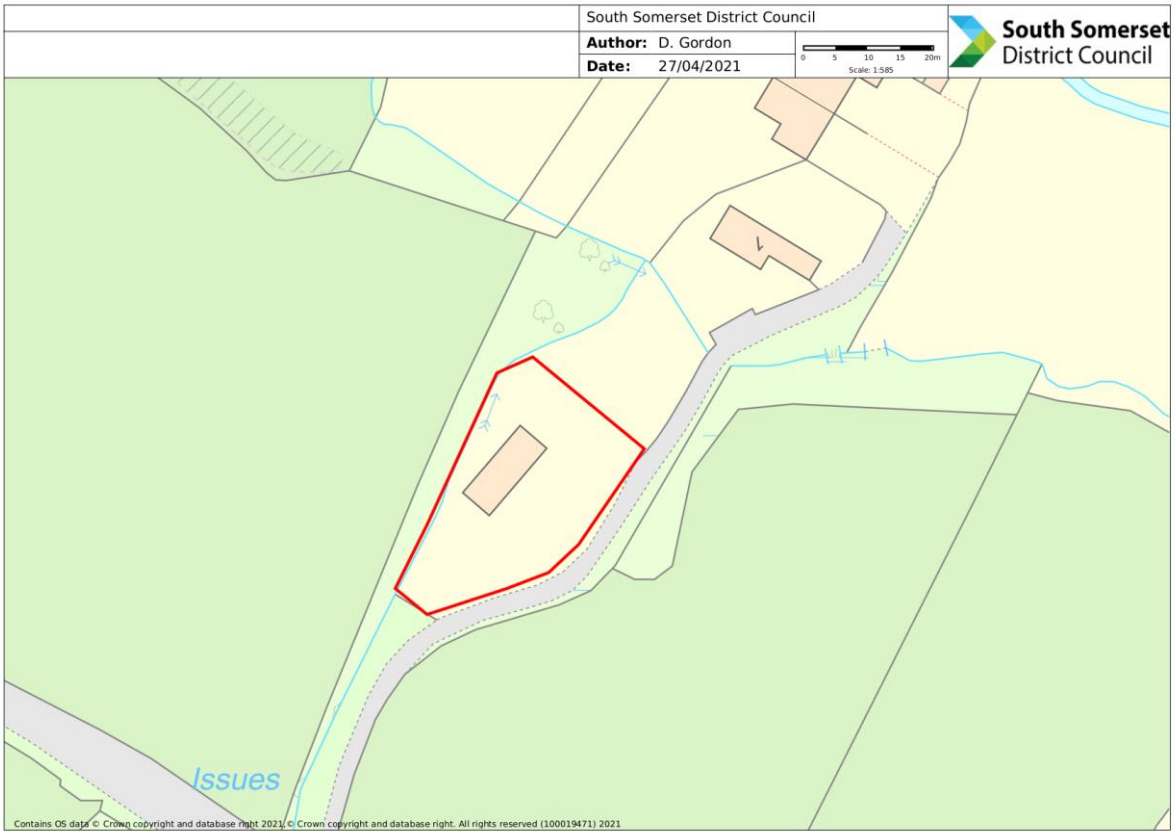 South Somerset District Council
Author: D. Gordon
Date: 27/04/2021
0 5 10 15 20m
Scale: 1:585
South Somerset
District Council
Issues
Contains OS data © Crown copyright and database right 2021,© Crown copyright and database right. All rights reserved (100019471) 2021